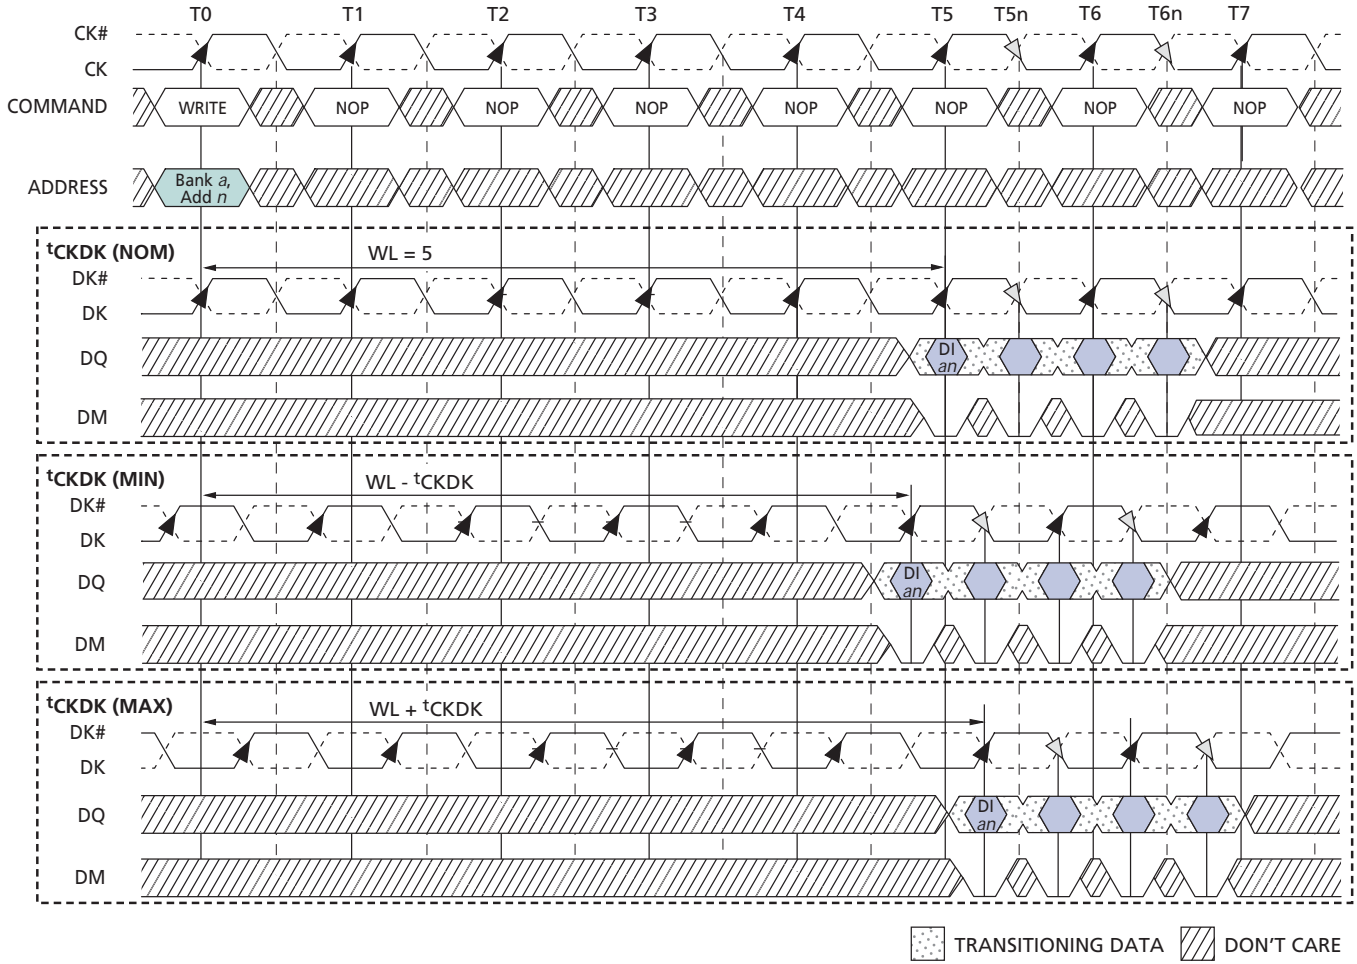 T0 T1 T2 T3 T4 T5 T5n T6 T6n T7
CK#
CK
COMMAND WRITE NOP NOP NOP NOP NOP NOP NOP
ADDRESS Bank a,
Add n
tCKDK (NOM)
WL = 5
DK#
DK
DQ DI
an
DM
tCKDK (MIN)
WL - tCKDK
DK#
DK
DQ DI
an
DM
tCKDK (MAX)
WL + tCKDK
DK#
DK
DQ DI
an
DM
TRANSITIONING DATA DON'T CARE